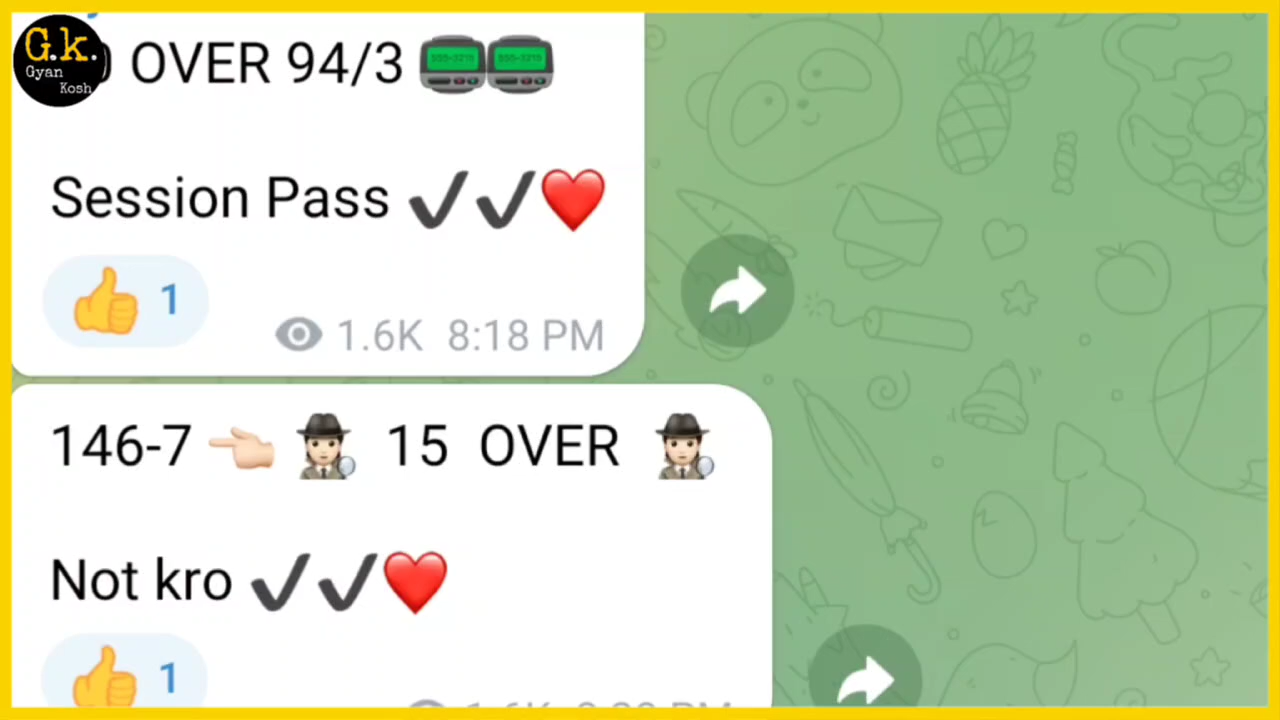 G.k.
Gyan
Kosh
OVER 94/3
Session Pass ✔✔❤️
👍 1
1.6K 8:18 PM
146-7 👈🏻 🕵🏻 15 OVER 🕵🏻
Not kro ✔✔❤️
👍 1